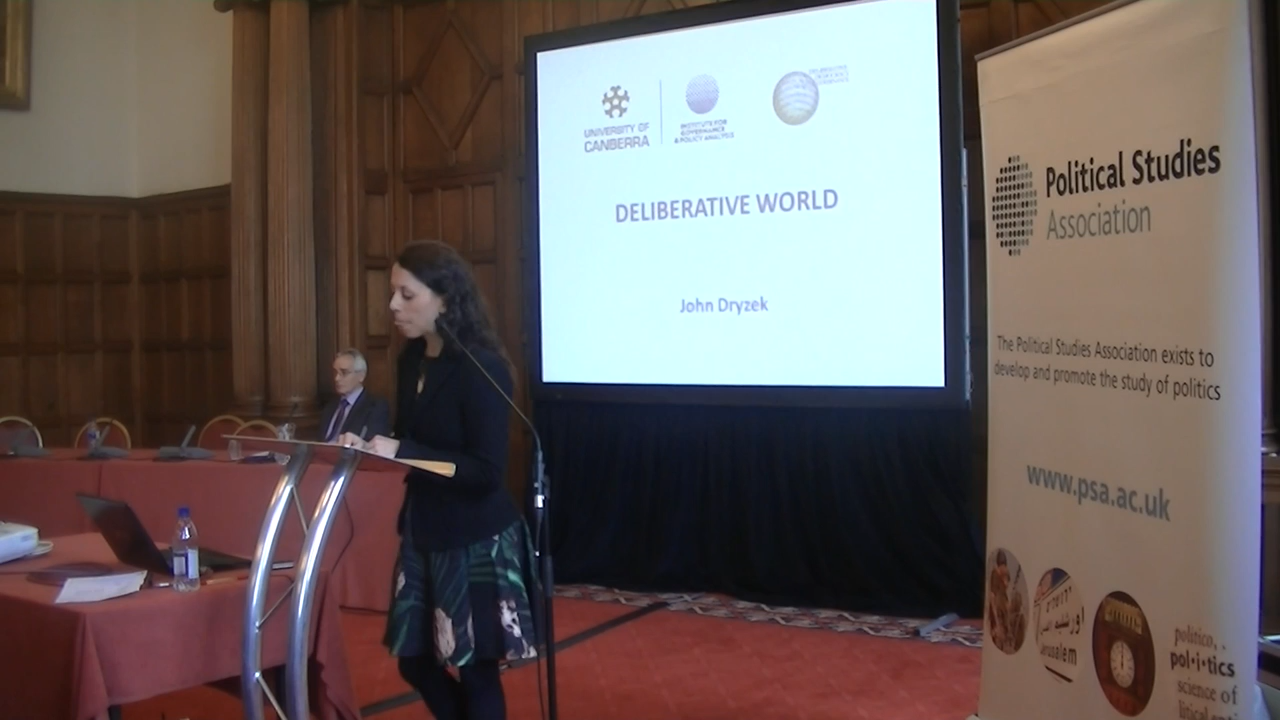 UNIVERSITY OF
CANBERRA
INSTITUTE FOR
GOVERNANCE
& POLICY ANALYSIS
DELIBERATIVE WORLD
John Dryzek
Political Studies
Association
The Political Studies Association exists to
develop and promote the study of politics
www.psa.ac.uk
Jerusalem
politico,
pol•i•tics
science of